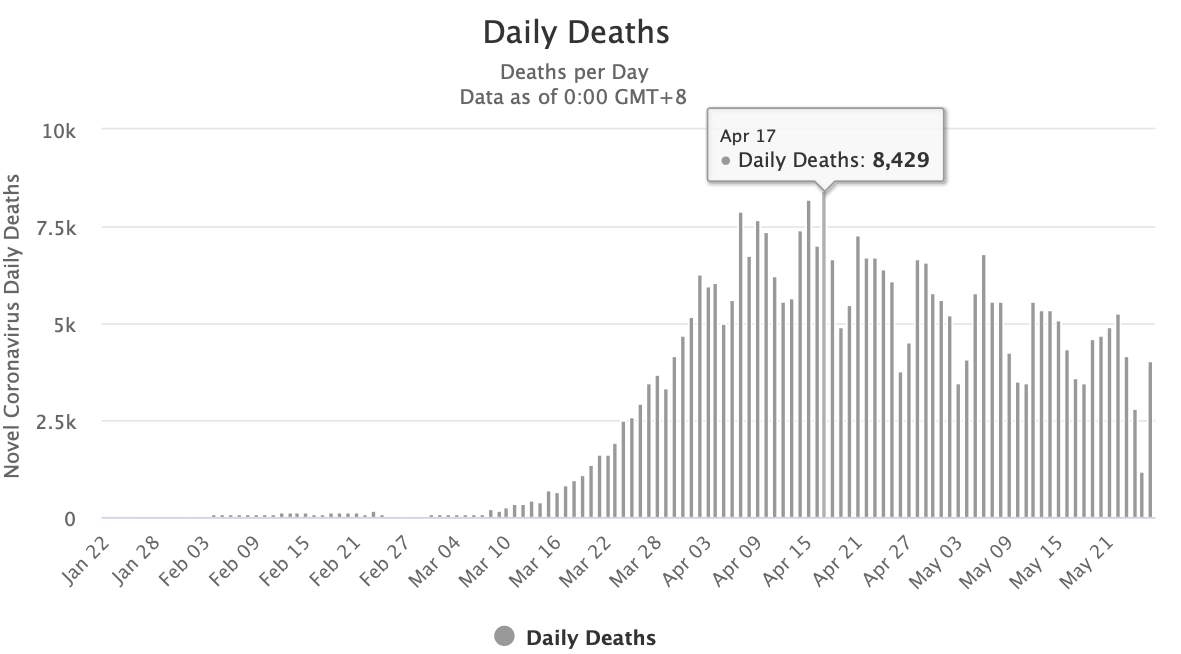 Daily Deaths
Deaths per Day
Data as of 0:00 GMT+8
Apr 17
Daily Deaths: 8,429
Novel Coronavirus Daily Deaths
10k
7.5k
5k
2.5k
0
Jan 22
Jan 28
Feb 03
Feb 09
Feb 15
Feb 21
Feb 27
Mar 04
Mar 10
Mar 16
Mar 22
Mar 28
Apr 03
Apr 09
Apr 15
Apr 21
Apr 27
May 03
May 09
May 15
May 21
Daily Deaths